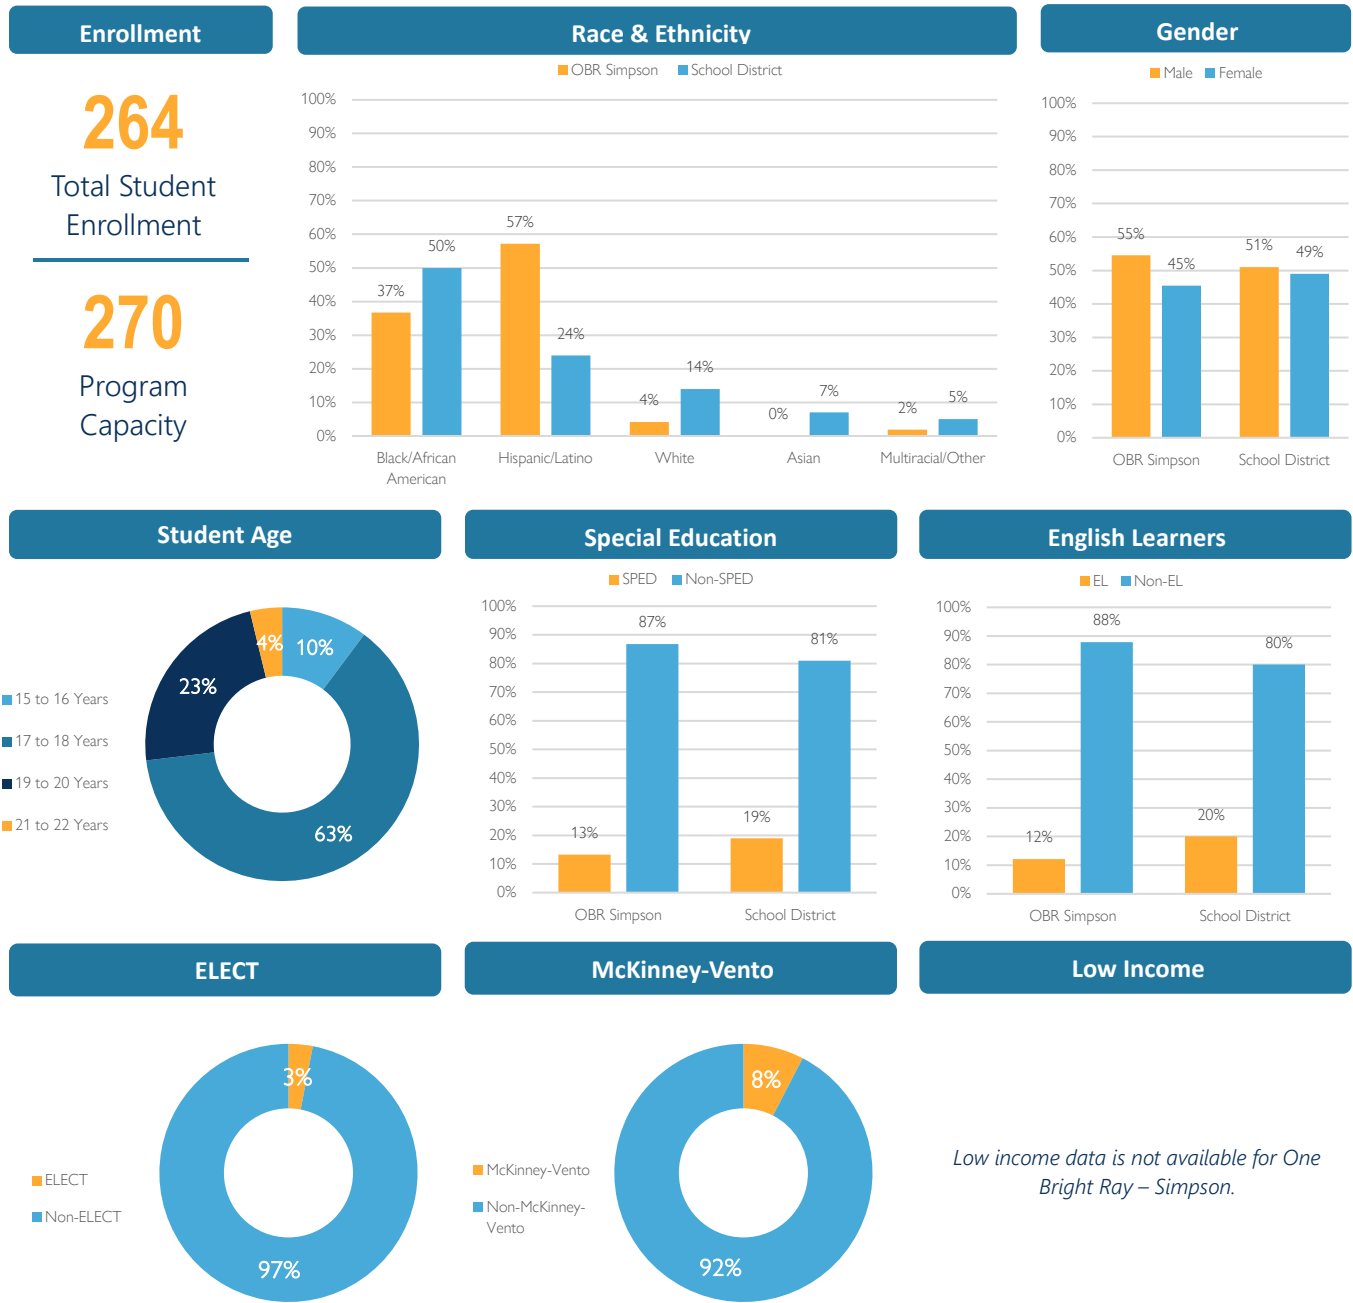 Enrollment
264
Total Student
Enrollment
270
Program
Capacity
Race & Ethnicity
OBR Simpson School District
100%
90%
80%
70%
60%
50%
40%
30%
20%
10%
0%
37%
50%
57%
24%
4%
14%
0%
7%
2%
5%
Black/African
American
Hispanic/Latino
White
Asian
Multiracial/Other
Gender
Male Female
100%
90%
80%
70%
60%
50%
40%
30%
20%
10%
0%
55%
45%
51%
49%
OBR Simpson
School District
Student Age
15 to 16 Years
17 to 18 Years
19 to 20 Years
21 to 22 Years
4%
10%
23%
63%
Special Education
SPED Non-SPED
100%
90%
80%
70%
60%
50%
40%
30%
20%
10%
0%
13%
87%
19%
81%
OBR Simpson
School District
English Learners
EL Non-EL
100%
90%
80%
70%
60%
50%
40%
30%
20%
10%
0%
12%
88%
20%
80%
OBR Simpson
School District
ELECT
ELECT
Non-ELECT
3%
97%
McKinney-Vento
McKinney-Vento
Non-McKinney-
Vento
8%
92%
Low Income
Low income data is not available for One
Bright Ray – Simpson.